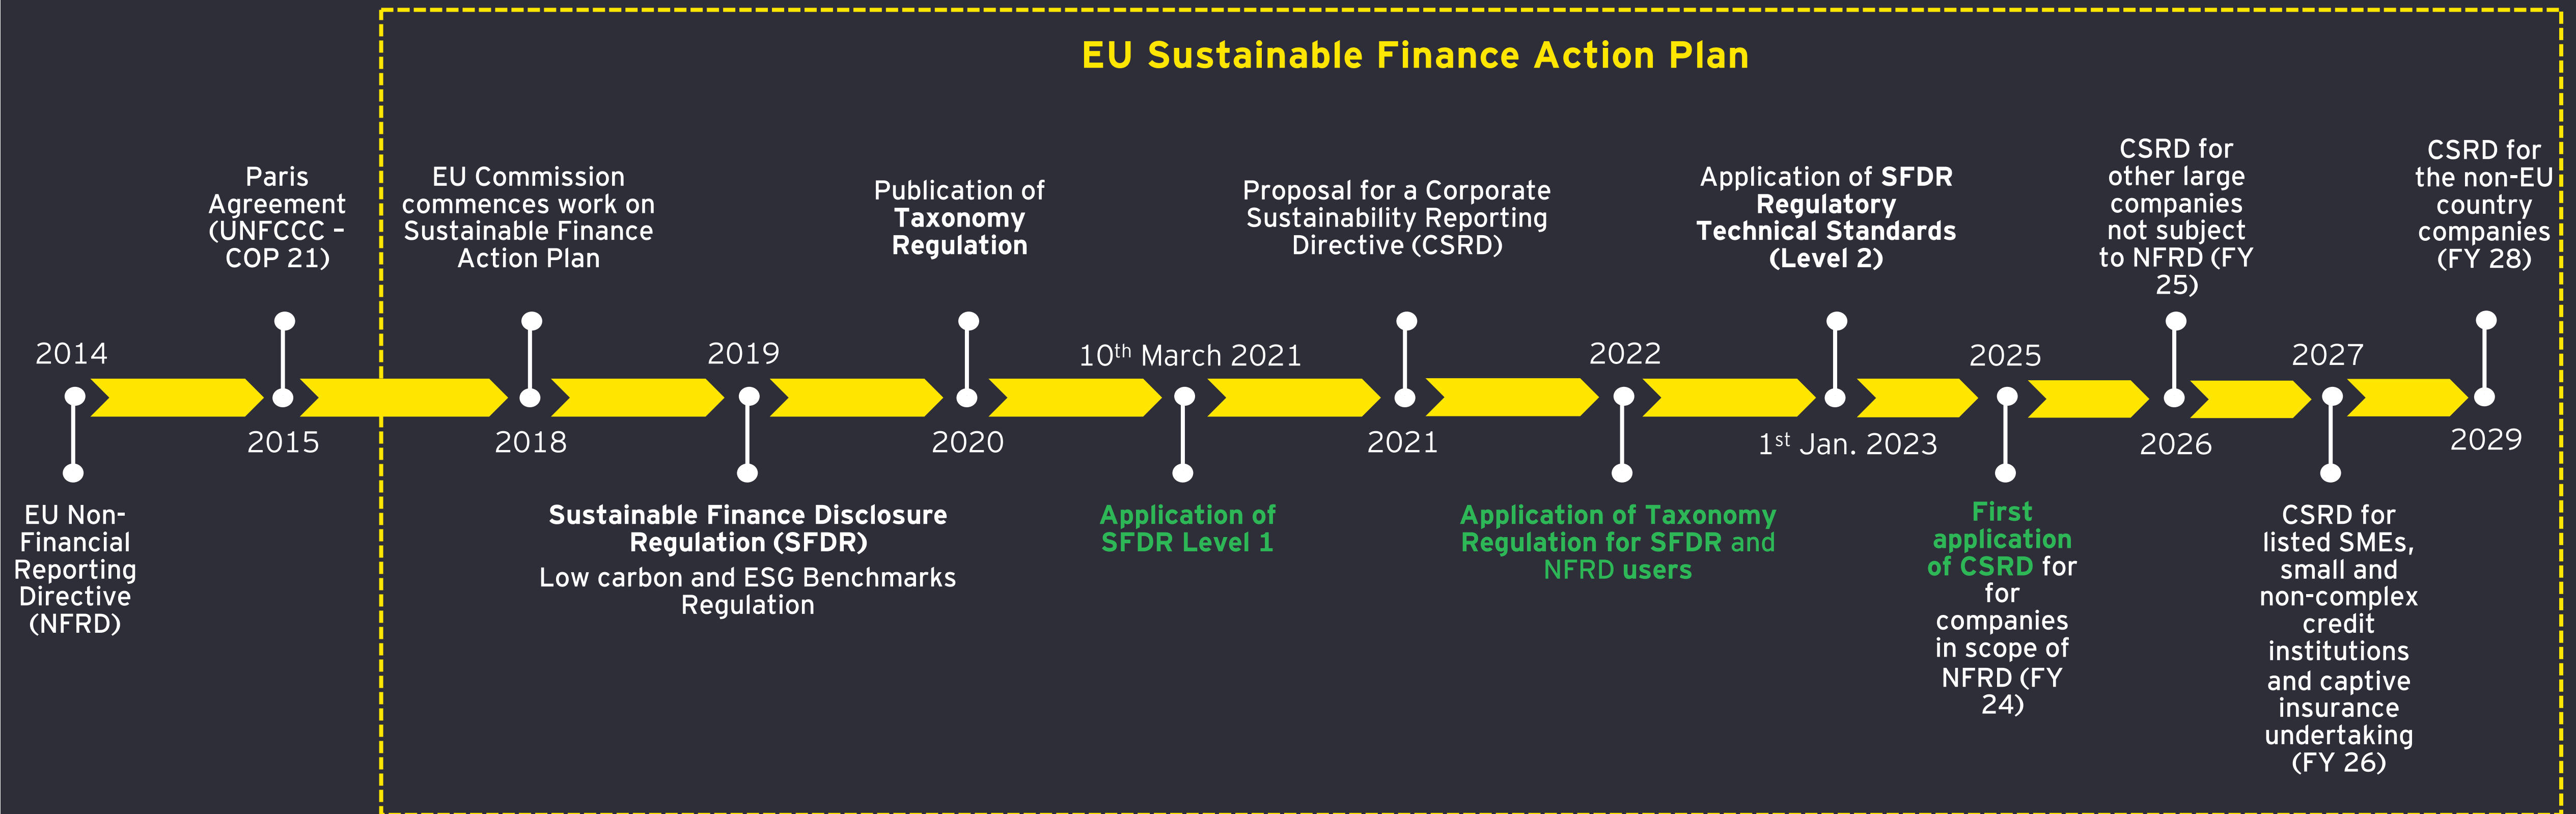 EU Sustainable Finance Action Plan
2014
EU Non-
Financial
Reporting
Directive
(NFRD)
Paris
Agreement
(UNFCCC –
COP 21)
2015
EU Commission
commences work on
Sustainable Finance
Action Plan
2018
2019
Sustainable Finance Disclosure
Regulation (SFDR)
Low carbon and ESG Benchmarks
Regulation
Publication of
Taxonomy
Regulation
2020
10th March 2021
Application of
SFDR Level 1
Proposal for a Corporate
Sustainability Reporting
Directive (CSRD)
2021
2022
Application of Taxonomy
Regulation for SFDR and
NFRD users
Application of SFDR
Regulatory
Technical Standards
(Level 2)
1st Jan. 2023
2025
First
application
of CSRD for
for
companies
in scope of
NFRD (FY
24)
CSRD for
other large
companies
not subject
to NFRD (FY
25)
2026
2027
CSRD for
listed SMEs,
small and
non-complex
credit
institutions
and captive
insurance
undertaking
(FY 26)
CSRD for
the non-EU
country
companies
(FY 28)
2029